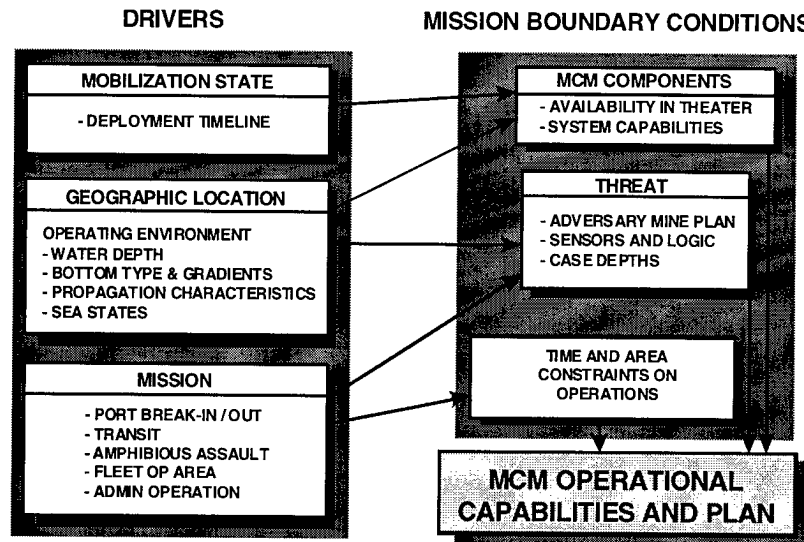 DRIVERS
MOBILIZATION STATE
- DEPLOYMENT TIMELINE
GEOGRAPHIC LOCATION
OPERATING ENVIRONMENT
- WATER DEPTH
- BOTTOM TYPE & GRADIENTS
- PROPAGATION CHARACTERISTICS
- SEA STATES
MISSION
- PORT BREAK-IN / OUT
- TRANSIT
- AMPHIBIOUS ASSAULT
- FLEET OP AREA
- ADMIN OPERATION
MISSION BOUNDARY CONDITIONS
MCM COMPONENTS
- AVAILABILITY IN THEATER
- SYSTEM CAPABILITIES
THREAT
- ADVERSARY MINE PLAN
- SENSORS AND LOGIC
- CASE DEPTHS
TIME AND AREA
CONSTRAINTS ON
OPERATIONS
MCM OPERATIONAL
CAPABILITIES AND PLAN